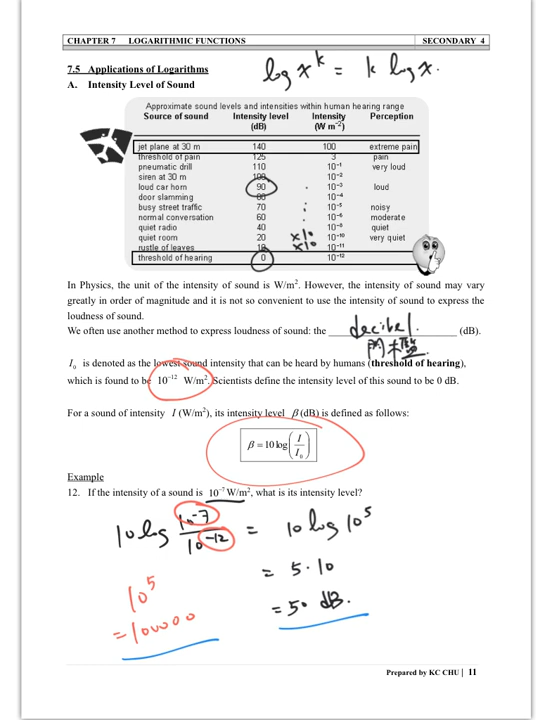 CHAPTER 7 LOGARITHMIC FUNCTIONS SECONDARY 4
7.5 Applications of Logarithms
log x^k = k log x.
A. Intensity Level of Sound
Approximate sound levels and intensities within human hearing range
Source of sound Intensity level (dB) Intensity (W m⁻²) Perception
jet plane at 30 m 140 100 extreme pain
threshold of pain 125 3 pain
pneumatic drill 110 10⁻¹ very loud
siren at 30 m 100 10⁻²
loud car horn 90 10⁻³ loud
door slamming 80 10⁻⁴
busy street traffic 70 10⁻⁵ noisy
normal conversation 60 10⁻⁶ moderate
quiet radio 40 10⁻⁸ quiet
quiet room 20 x10 10⁻¹⁰ very quiet
rustle of leaves 10 x10 10⁻¹¹
threshold of hearing 0 10⁻¹²
In Physics, the unit of the intensity of sound is W/m². However, the intensity of sound may vary
greatly in order of magnitude and it is not so convenient to use the intensity of sound to express the
loudness of sound.
We often use another method to express loudness of sound: the decibel. (dB).
I₀ is denoted as the lowest sound intensity that can be heard by humans (threshold of hearing),
which is found to be 10⁻¹² W/m². Scientists define the intensity level of this sound to be 0 dB.
For a sound of intensity I (W/m²), its intensity level β (dB) is defined as follows:
β = 10 log(I/I₀)
Example
12. If the intensity of a sound is 10⁻⁷ W/m², what is its intensity level?
10 log 10⁻⁷/10⁻¹² = 10 log 10⁵
= 5·10
= 50 dB.
10⁵
= 100000
Prepared by KC CHU | 11